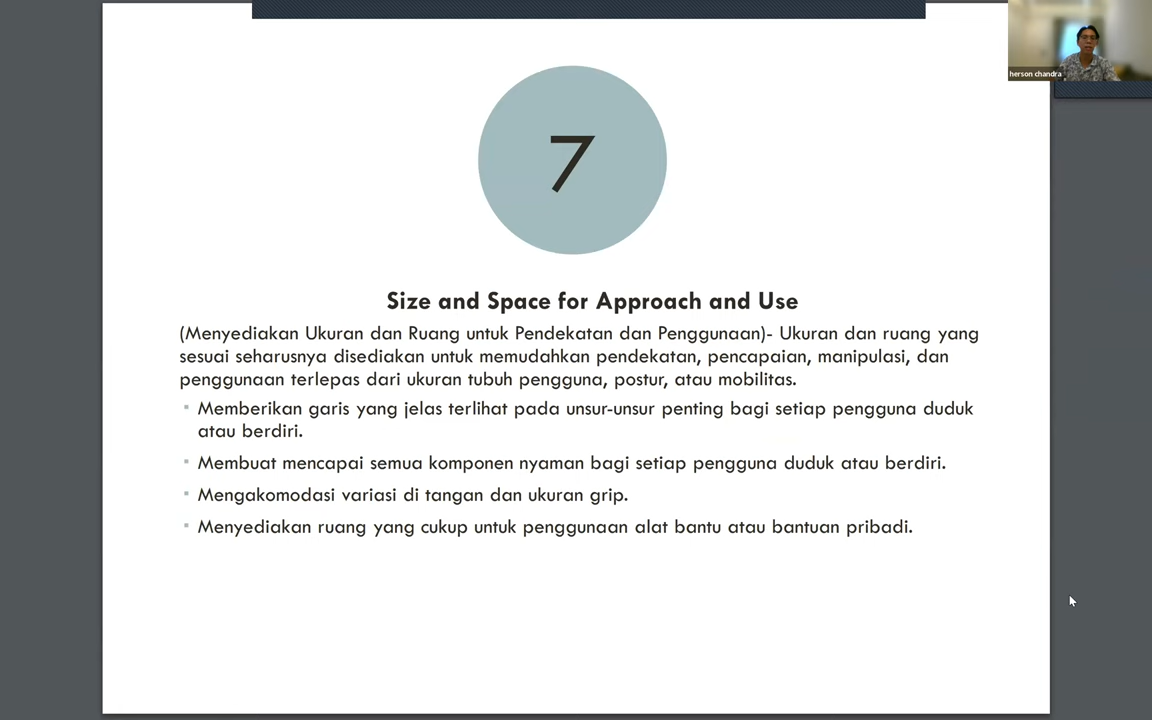 herson chandra
7
Size and Space for Approach and Use
(Menyediakan Ukuran dan Ruang untuk Pendekatan dan Penggunaan)- Ukuran dan ruang yang
sesuai seharusnya disediakan untuk memudahkan pendekatan, pencapaian, manipulasi, dan
penggunaan terlepas dari ukuran tubuh pengguna, postur, atau mobilitas.
Memberikan garis yang jelas terlihat pada unsur-unsur penting bagi setiap pengguna duduk
atau berdiri.
Membuat mencapai semua komponen nyaman bagi setiap pengguna duduk atau berdiri.
Mengakomodasi variasi di tangan dan ukuran grip.
Menyediakan ruang yang cukup untuk penggunaan alat bantu atau bantuan pribadi.